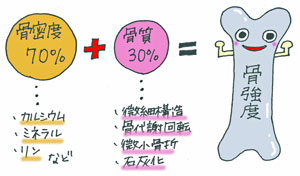 骨密度
70%
+
骨質
30%
=
骨強度
・カルシウム
・ミネラル
・リン など
・微細構造
・骨代謝回転
・微小骨折
・石灰化